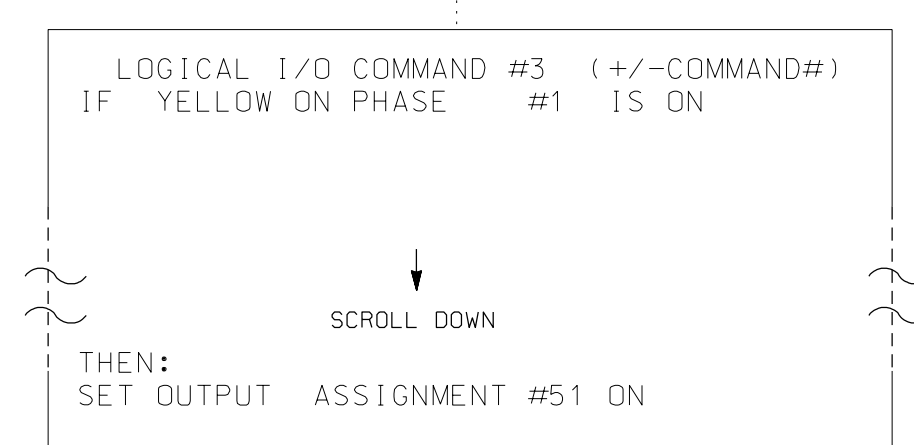 LOGICAL I/O COMMAND #3 (+/-COMMAND#)
IF YELLOW ON PHASE #1 IS ON
SCROLL DOWN
THEN:
SET OUTPUT ASSIGNMENT #51 ON